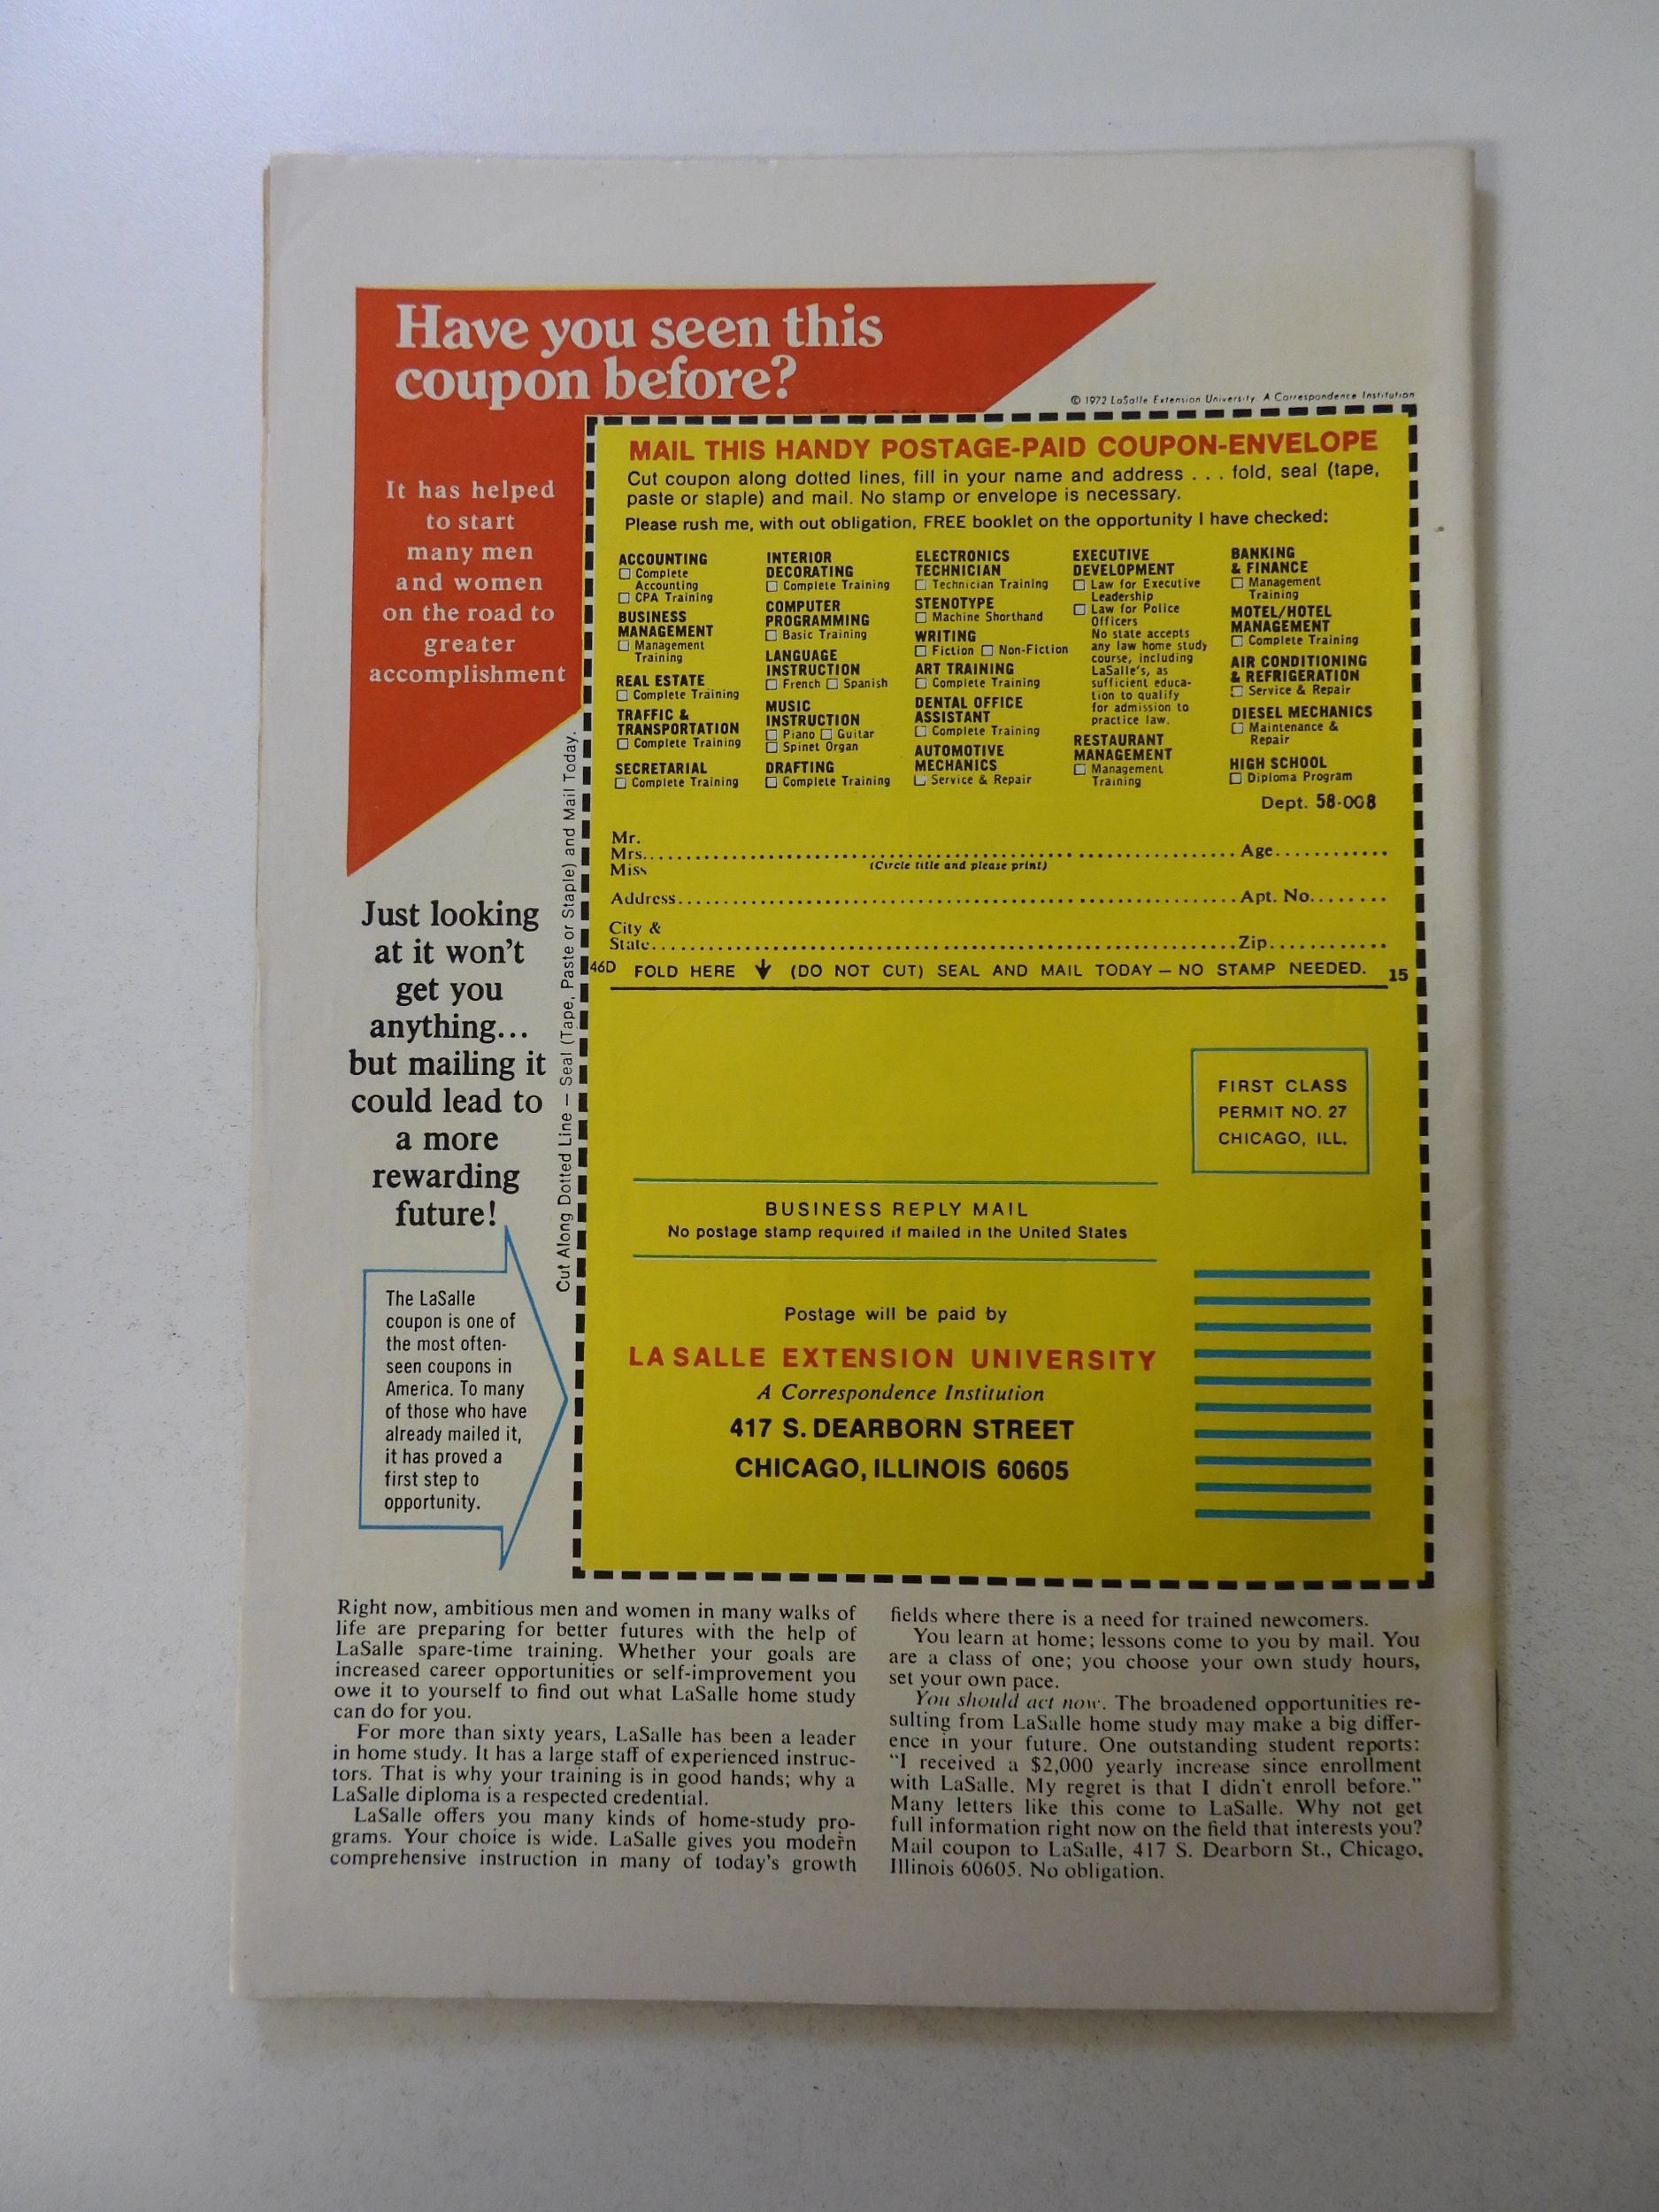 Have you seen this
coupon before?
It has helped
to start
many men
and women
on the road to
greater
accomplishment
Just looking
at it won't
get you
anything...
but mailing it
could lead to
a more
rewarding
future!
The LaSalle
coupon is one of
the most often-
seen coupons in
America. To many
of those who have
already mailed it,
it has proved a
first step to
opportunity.
Cut Along Dotted Line – Seal (Tape, Paste or Staple) and Mail Today.
© 1972 LaSalle Extension University A Correspondence Institution
MAIL THIS HANDY POSTAGE-PAID COUPON-ENVELOPE
Cut coupon along dotted lines, fill in your name and address . . . fold, seal (tape,
paste or staple) and mail. No stamp or envelope is necessary.
Please rush me, with out obligation, FREE booklet on the opportunity I have checked:
ACCOUNTING
Complete
Accounting
CPA Training
BUSINESS
MANAGEMENT
Management
Training
REAL ESTATE
Complete Training
TRAFFIC &
TRANSPORTATION
Complete Training
SECRETARIAL
Complete Training
INTERIOR
DECORATING
Complete Training
COMPUTER
PROGRAMMING
Basic Training
LANGUAGE
INSTRUCTION
French Spanish
MUSIC
INSTRUCTION
Piano Guitar
Spinet Organ
DRAFTING
Complete Training
ELECTRONICS
TECHNICIAN
Technician Training
STENOTYPE
Machine Shorthand
WRITING
Fiction Non-Fiction
ART TRAINING
Complete Training
DENTAL OFFICE
ASSISTANT
Complete Training
AUTOMOTIVE
MECHANICS
Service & Repair
EXECUTIVE
DEVELOPMENT
Law for Executive
Leadership
Law for Police
Officers
No state accepts
any law home study
course, including
LaSalle's, as
sufficient educa-
tion to qualify
for admission to
practice law.
RESTAURANT
MANAGEMENT
Management
Training
BANKING
& FINANCE
Management
Training
MOTEL/HOTEL
MANAGEMENT
Complete Training
AIR CONDITIONING
& REFRIGERATION
Service & Repair
DIESEL MECHANICS
Maintenance &
Repair
HIGH SCHOOL
Diploma Program
Dept. 58-008
Mr.
Mrs. Age
Miss (Circle title and please print)
Address Apt. No.
City &
State Zip
46D FOLD HERE (DO NOT CUT) SEAL AND MAIL TODAY – NO STAMP NEEDED. 15
FIRST CLASS
PERMIT NO. 27
CHICAGO, ILL.
BUSINESS REPLY MAIL
No postage stamp required if mailed in the United States
Postage will be paid by
LA SALLE EXTENSION UNIVERSITY
A Correspondence Institution
417 S. DEARBORN STREET
CHICAGO, ILLINOIS 60605
Right now, ambitious men and women in many walks of
life are preparing for better futures with the help of
LaSalle spare-time training. Whether your goals are
increased career opportunities or self-improvement you
owe it to yourself to find out what LaSalle home study
can do for you.
For more than sixty years, LaSalle has been a leader
in home study. It has a large staff of experienced instruc-
tors. That is why your training is in good hands; why a
LaSalle diploma is a respected credential.
LaSalle offers you many kinds of home-study pro-
grams. Your choice is wide. LaSalle gives you modern
comprehensive instruction in many of today's growth
fields where there is a need for trained newcomers.
You learn at home; lessons come to you by mail. You
are a class of one; you choose your own study hours,
set your own pace.
You should act now. The broadened opportunities re-
sulting from LaSalle home study may make a big differ-
ence in your future. One outstanding student reports:
"I received a $2,000 yearly increase since enrollment
with LaSalle. My regret is that I didn't enroll before."
Many letters like this come to LaSalle. Why not get
full information right now on the field that interests you?
Mail coupon to LaSalle, 417 S. Dearborn St., Chicago,
Illinois 60605. No obligation.